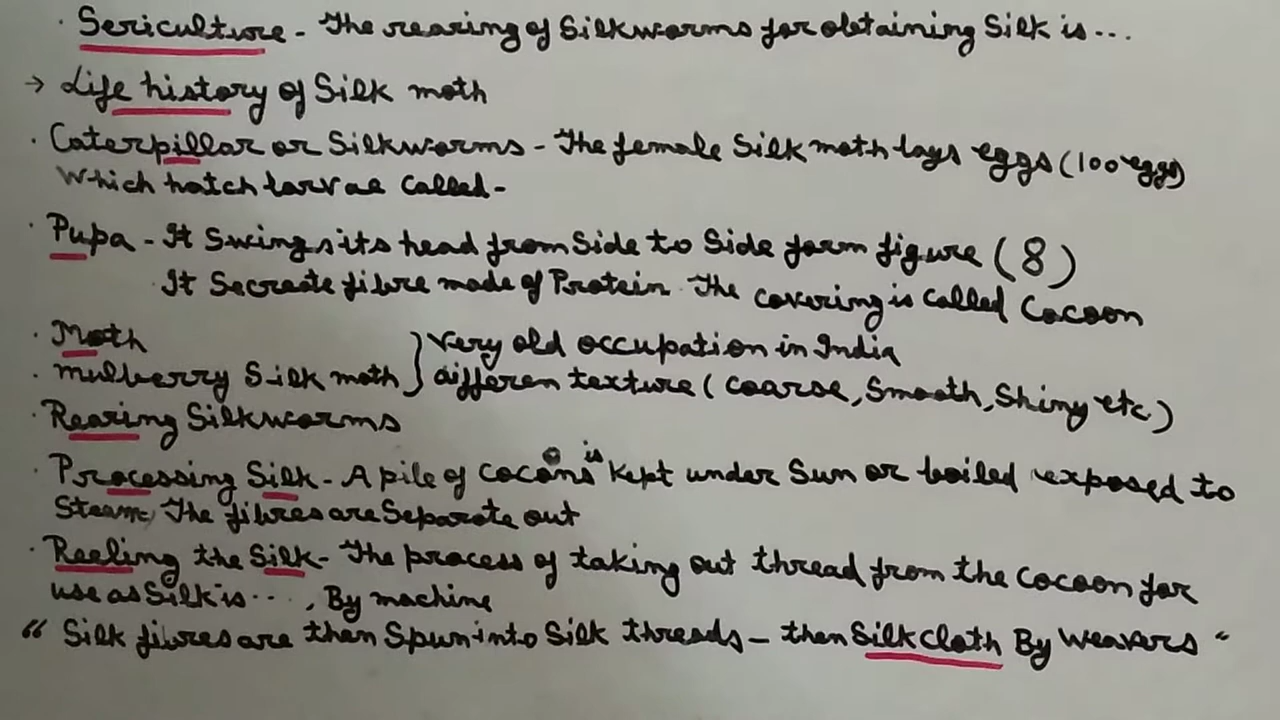 · Sericulture - The rearing of Silkworms for obtaining Silk is...
→ Life history of Silk moth
· Caterpillar or Silkworms - The female Silk moth lays eggs (100 eggs)
Which hatch larvae called-
· Pupa - It Swings its head from Side to Side form figure (8)
It Secreate fibre made of Protein. The covering is called Cocoon
· Moth } Very old occupation in India
· mulberry Silk moth } differen texture (coarse, Smooth, Shiny etc)
· Rearing Silkworms
· Processing Silk - A pile of cocoons is kept under Sun or boiled exposed to
Steam, The fibres are Separate out
· Reeling the Silk - The process of taking out thread from the cocoon for
use as Silk is ...., By machine
“ Silk fibres are then Spun into Silk threads - then Silk Cloth By Weavers “